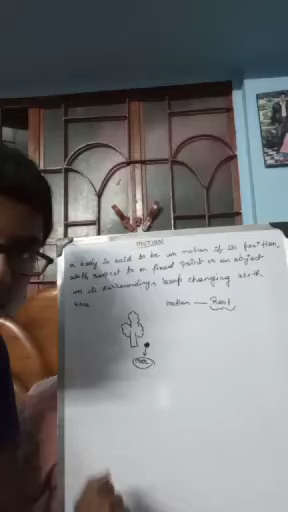 MOTION
A body is said to be in motion if its position,
with respect to a fixed point or an object
in its surroundings keep changing with
time.
motion — Rest